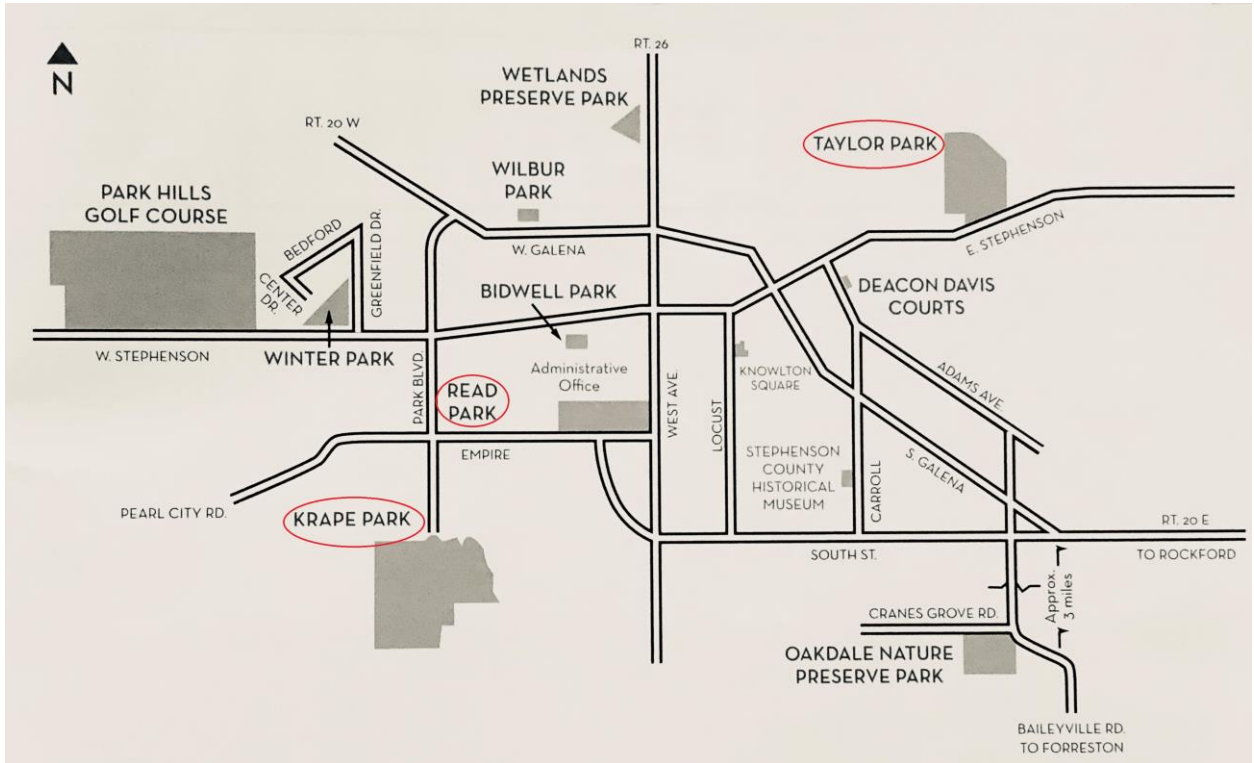 RT. 26
N
WETLANDS
PRESERVE PARK
RT. 20 W
TAYLOR PARK
WILBUR
PARK
PARK HILLS
GOLF COURSE
BEDFORD
GREENFIELD DR.
CENTER
DR.
W. GALENA
E. STEPHENSON
BIDWELL PARK
DEACON DAVIS
COURTS
W. STEPHENSON
WINTER PARK
Administrative
Office
KNOWLTON
SQUARE
ADAMS AVE.
PARK BLVD.
READ
PARK
WEST AVE.
LOCUST
EMPIRE
STEPHENSON
COUNTY
HISTORICAL
MUSEUM
CARROLL
S. GALENA
PEARL CITY RD.
KRAPE PARK
RT. 20 E
SOUTH ST.
TO ROCKFORD
Approx.
3 miles
CRANES GROVE RD.
OAKDALE NATURE
PRESERVE PARK
BAILEYVILLE RD.
TO FORRESTON